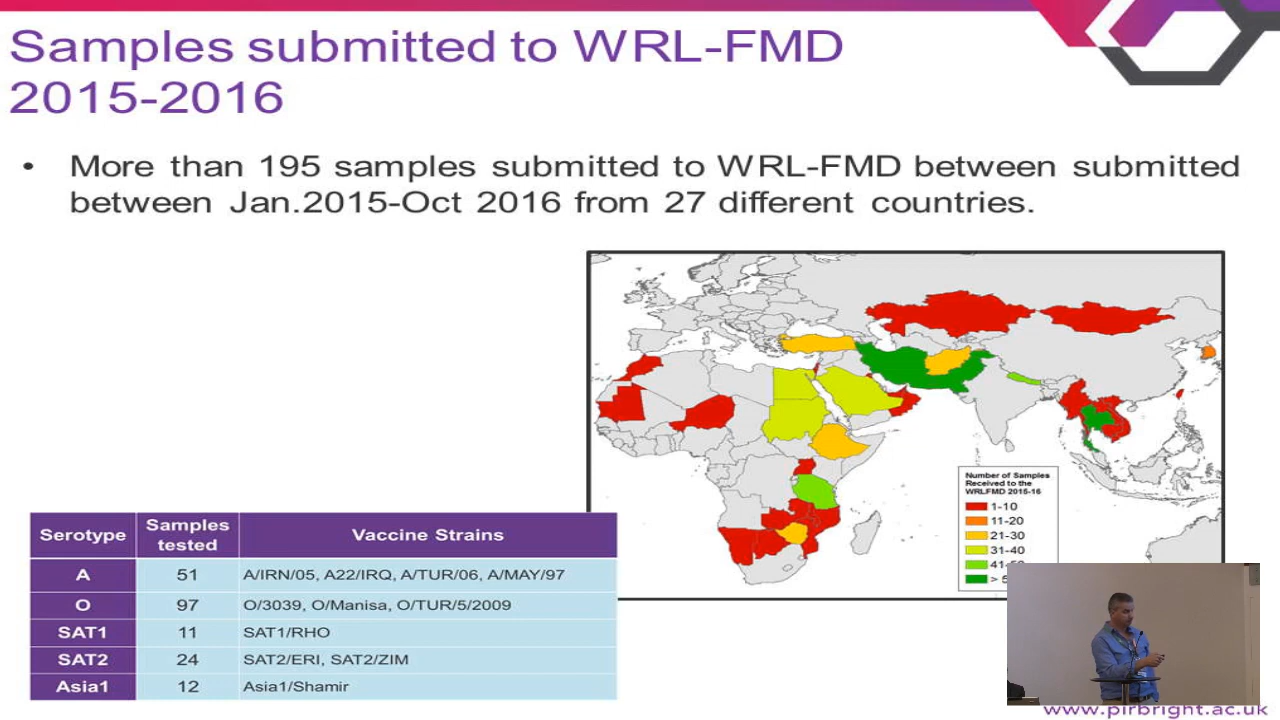 Samples submitted to WRL-FMD
2015-2016
• More than 195 samples submitted to WRL-FMD between submitted
between Jan.2015-Oct 2016 from 27 different countries.
Number of Samples
Received to the
WRLFMD 2015-16
1-10
11-20
21-30
31-40
Serotype Samples tested Vaccine Strains
A 51 A/IRN/05, A22/IRQ, A/TUR/06, A/MAY/97
O 97 O/3039, O/Manisa, O/TUR/5/2009
SAT1 11 SAT1/RHO
SAT2 24 SAT2/ERI, SAT2/ZIM
Asia1 12 Asia1/Shamir
www.pirbright.ac.uk